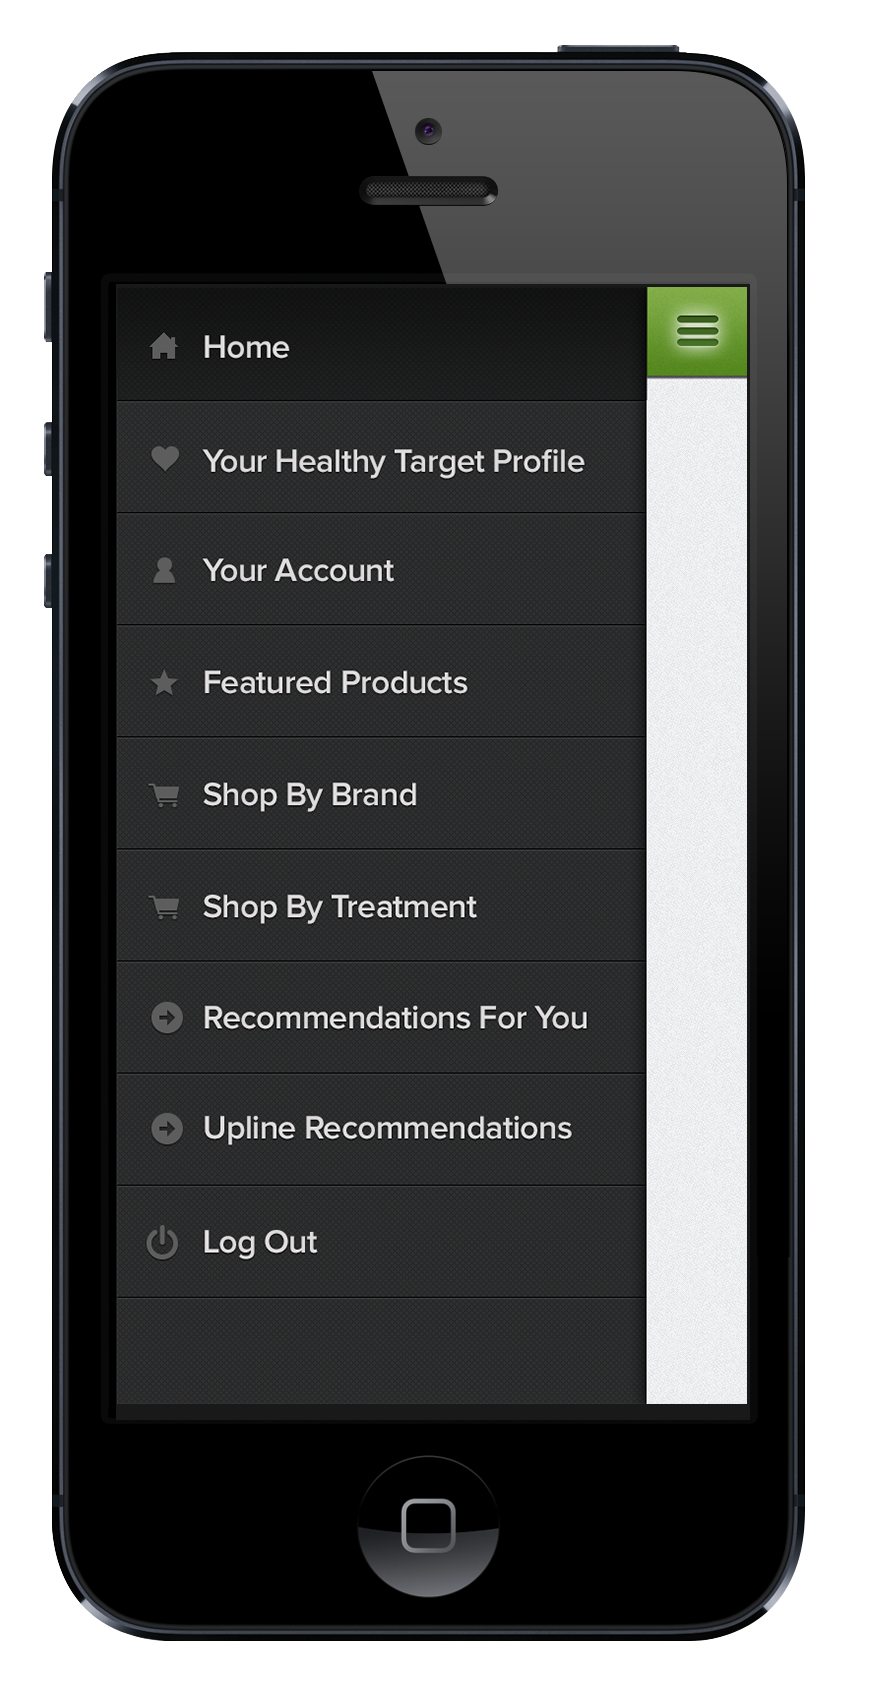 Home
Your Healthy Target Profile
Your Account
Featured Products
Shop By Brand
Shop By Treatment
Recommendations For You
Upline Recommendations
Log Out